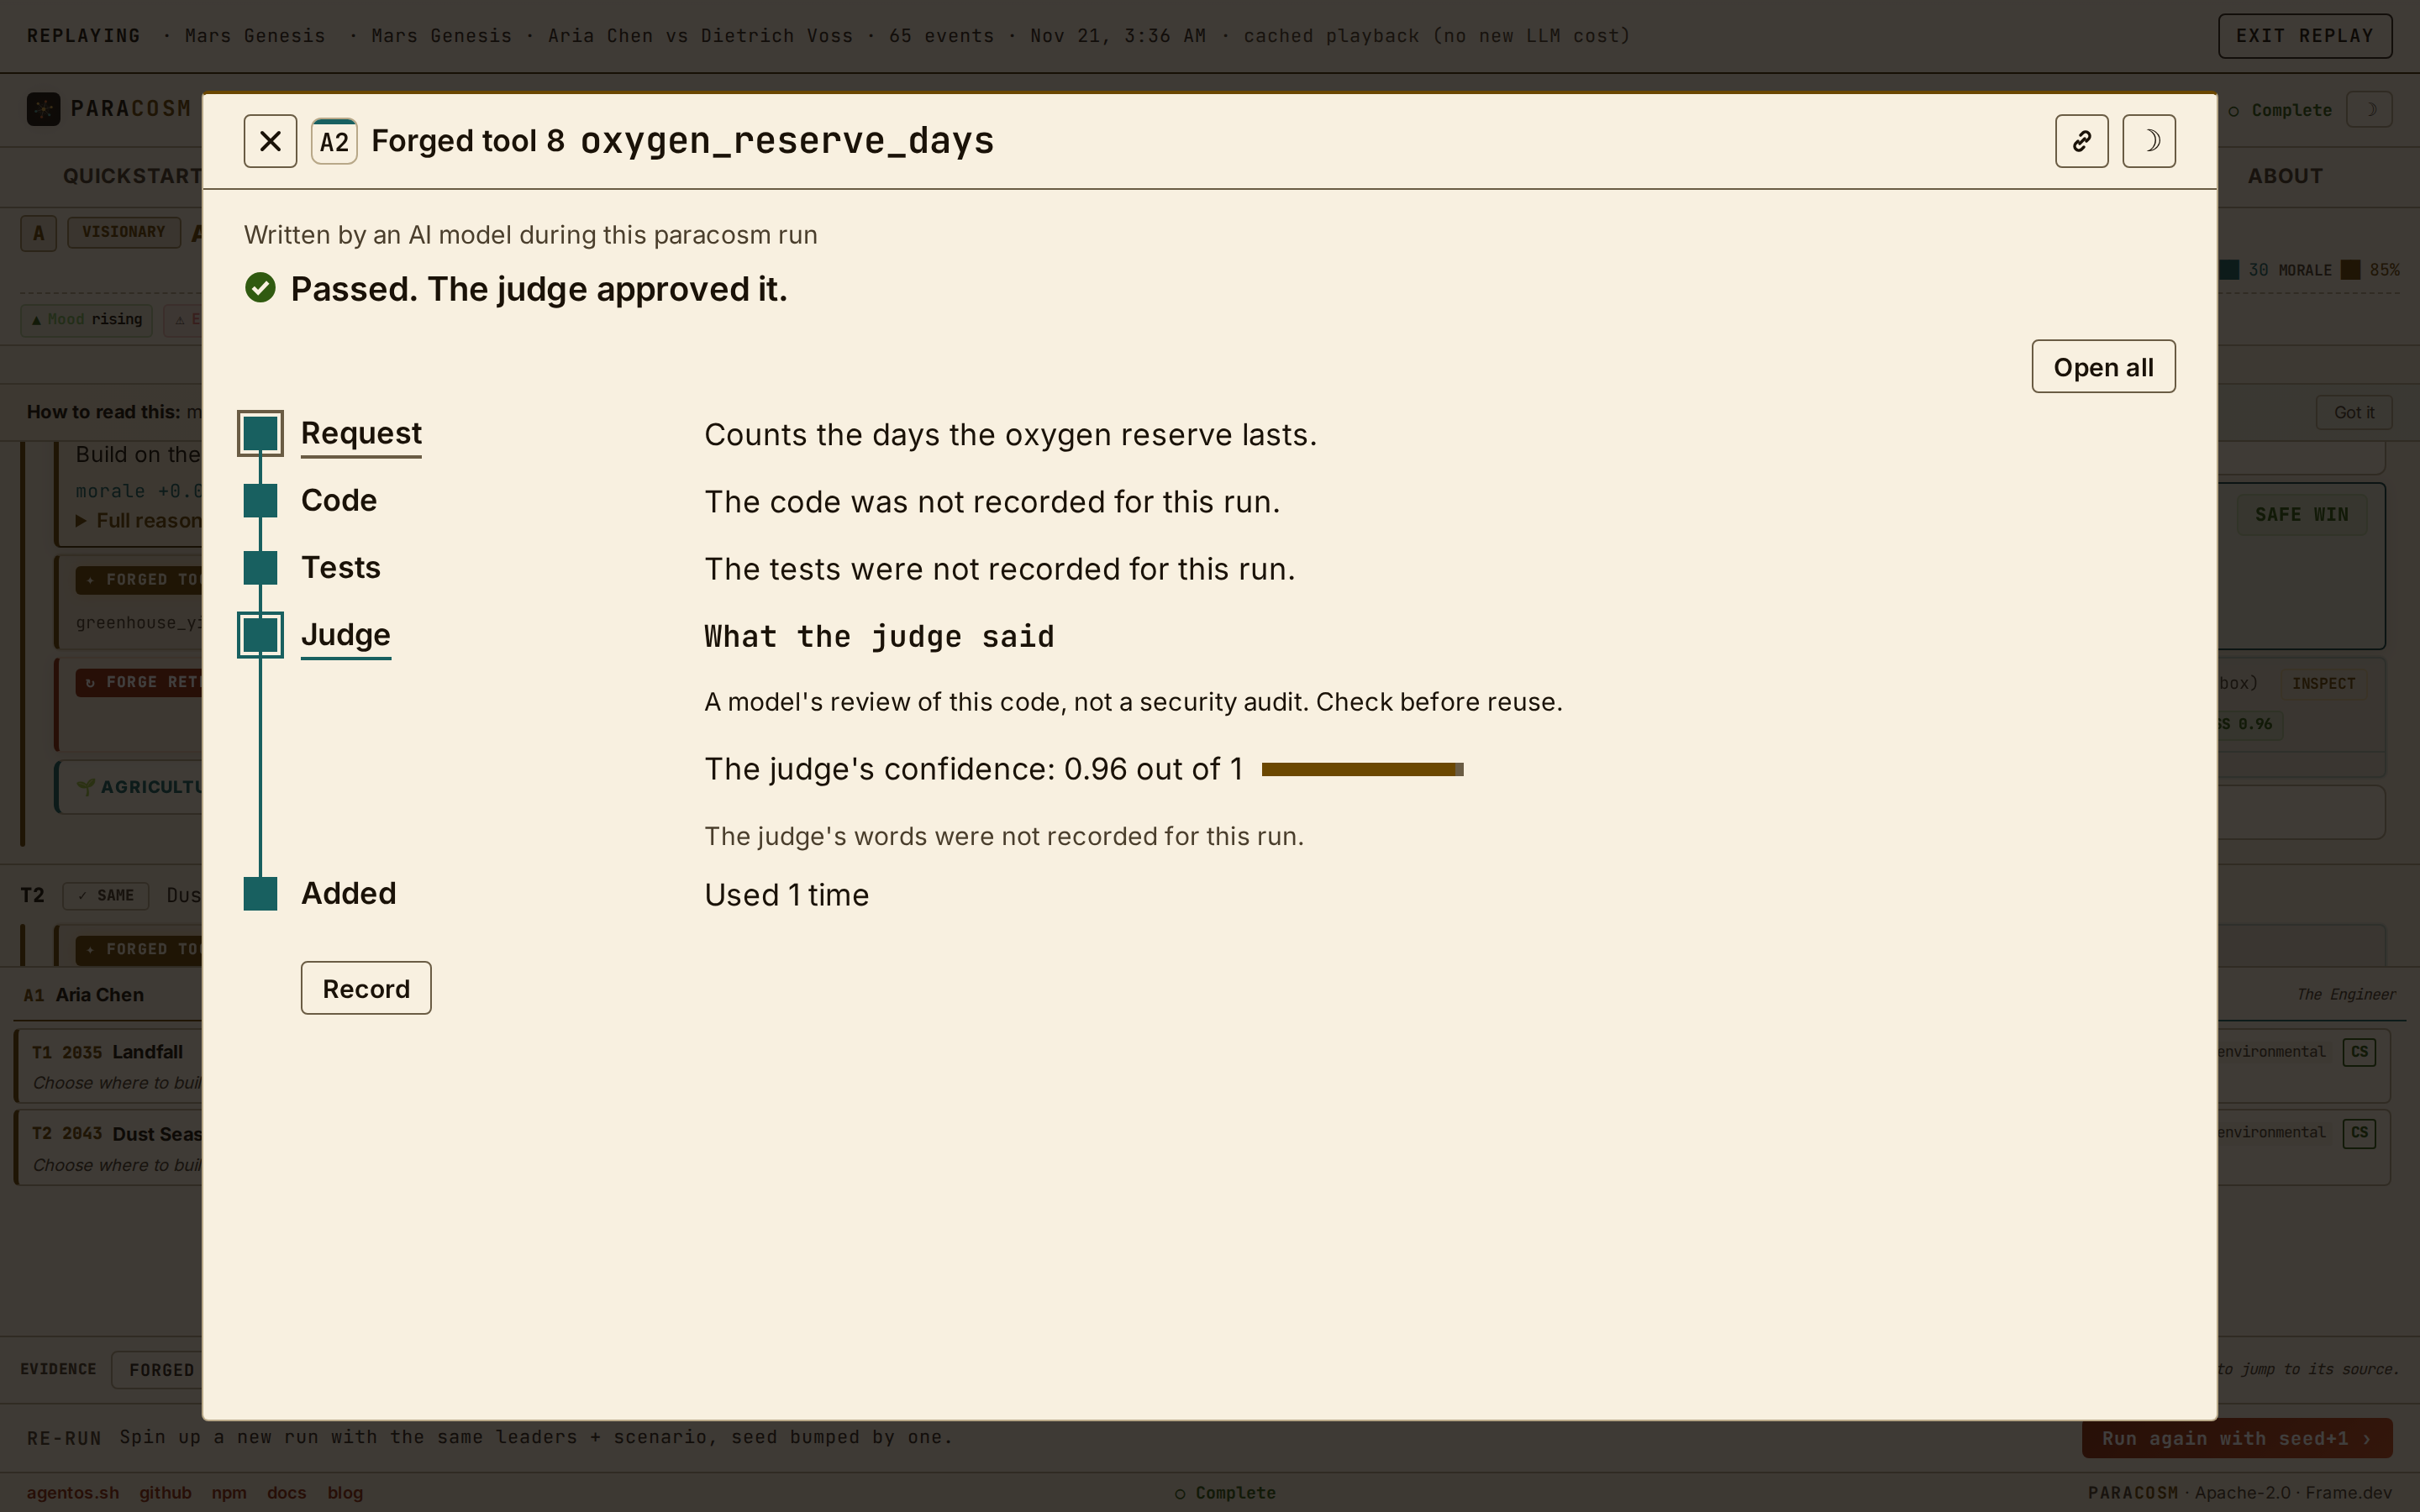 REPLAYING · Mars Genesis · Mars Genesis · Aria Chen vs Dietrich Voss · 65 events · Nov 21, 3:36 AM · cached playback (no new LLM cost)
EXIT REPLAY
PARACOSM
Complete
QUICKSTART
ABOUT
A VISIONARY
30 MORALE 85%
▲ Mood rising
How to read this:
Got it
Build on the
morale
Full reason
SAFE WIN
FORGED
greenhouse
FORGE
box) INSPECT
0.96
T2 ✓ SAME
FORGED
A1 Aria Chen
The Engineer
T1 2035 Landfall
Choose where to
environmental CS
T2 2043 Dust
Choose where to
environmental CS
EVIDENCE FORGED
to jump to its source.
RE-RUN Spin up a new run with the same leaders + scenario, seed bumped by one.
Run again with seed+1 ›
agentos.sh github npm docs blog
Complete
PARACOSM · Apache-2.0 · Frame.dev
A2 Forged tool 8 oxygen_reserve_days
Written by an AI model during this paracosm run
Passed. The judge approved it.
Open all
Request Counts the days the oxygen reserve lasts.
Code The code was not recorded for this run.
Tests The tests were not recorded for this run.
Judge What the judge said
A model's review of this code, not a security audit. Check before reuse.
The judge's confidence: 0.96 out of 1
The judge's words were not recorded for this run.
Added Used 1 time
Record